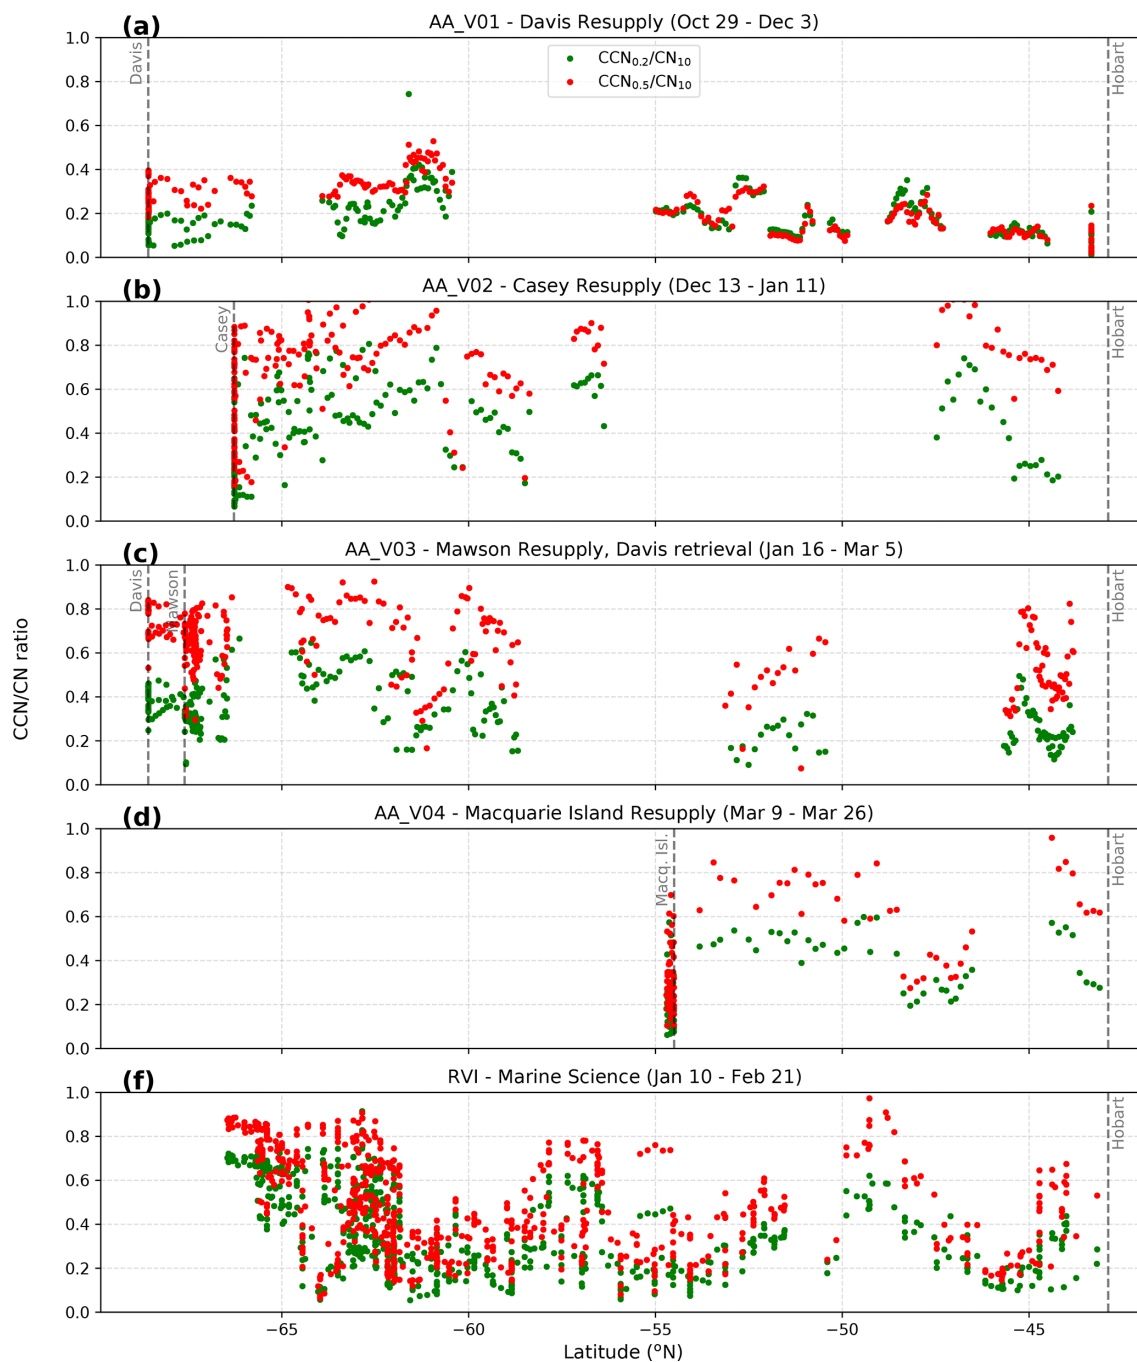 (a) AA_V01 - Davis Resupply (Oct 29 - Dec 3)
1.0
0.8
0.6
0.4
0.2
0.0
Davis
Hobart
CCN0.2/CN10
CCN0.5/CN10
(b) AA_V02 - Casey Resupply (Dec 13 - Jan 11)
1.0
0.8
0.6
0.4
0.2
0.0
Casey
Hobart
(c) AA_V03 - Mawson Resupply, Davis retrieval (Jan 16 - Mar 5)
1.0
0.8
0.6
0.4
0.2
0.0
Davis
Mawson
Hobart
CCN/CN ratio
(d) AA_V04 - Macquarie Island Resupply (Mar 9 - Mar 26)
1.0
0.8
0.6
0.4
0.2
0.0
Macq. Isl.
Hobart
(f) RVI - Marine Science (Jan 10 - Feb 21)
1.0
0.8
0.6
0.4
0.2
0.0
Hobart
−65 −60 −55 −50 −45
Latitude (°N)